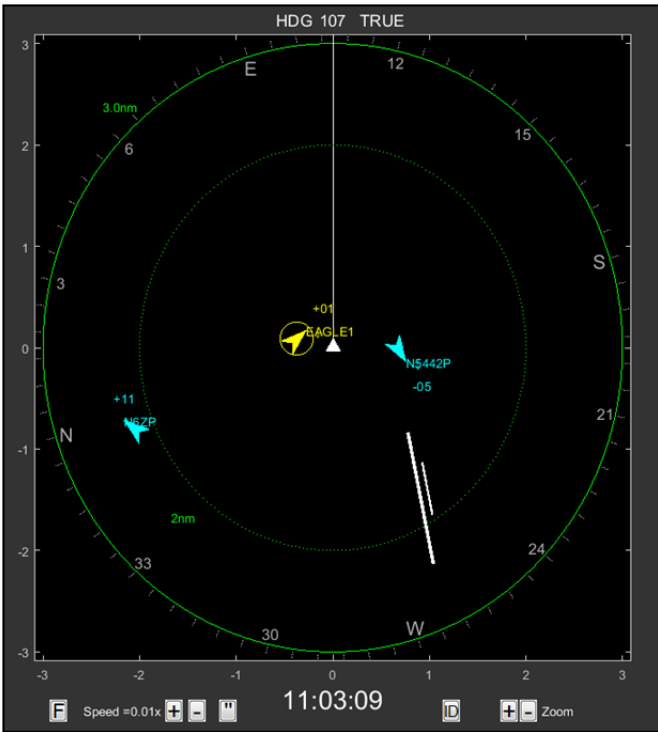 HDG 107 TRUE
3
E
12
3.0nm
6
15
2
1
3
S
+01
EAGLE1
0
N5442P
-05
+11
N6ZP
21
-1
N
2nm
-2
33
24
30
W
-3
-3 -2 -1 0 1 2 3
F Speed =0.01x + - " 11:03:09 ID + - Zoom